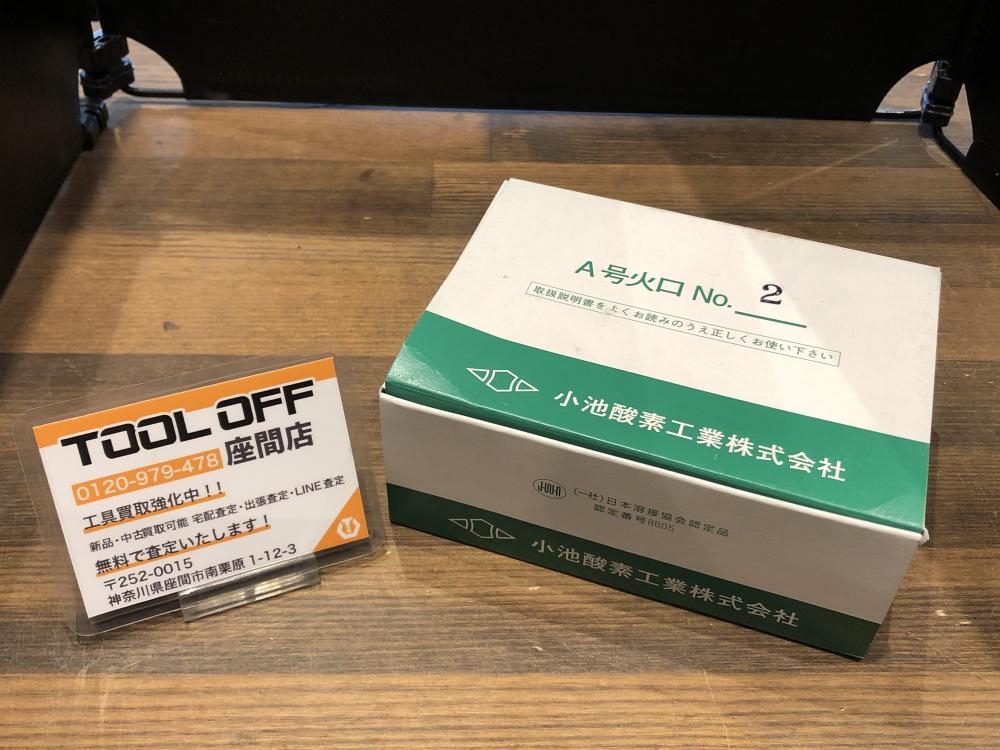 A号火口 No. 2
取扱説明書をよくお読みのうえ正しくお使い下さい
小池酸素工業株式会社
(一社)日本溶接協会認定品
認定番号8605
小池酸素工業株式会社
TOOL OFF
0120-979-478 座間店
工具買取強化中!!
新品・中古買取可能 宅配査定・出張査定・LINE査定
無料で査定いたします!
〒252-0015
神奈川県座間市南栗原1-12-3